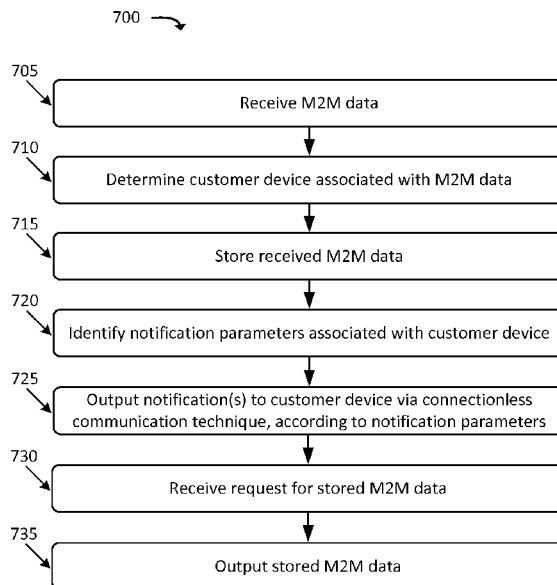 700
705
Receive M2M data
710
Determine customer device associated with M2M data
715
Store received M2M data
720
Identify notification parameters associated with customer device
725
Output notification(s) to customer device via connectionless
communication technique, according to notification parameters
730
Receive request for stored M2M data
735
Output stored M2M data